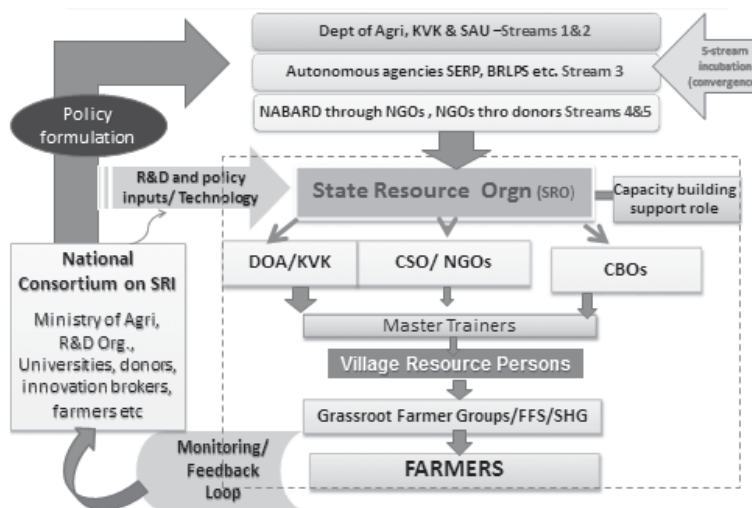 Dept of Agri, KVK & SAU –Streams 1&2
Autonomous agencies SERP, BRLPS etc. Stream 3
NABARD through NGOs , NGOs thro donors Streams 4&5
5-stream
incubation
(convergence
Policy
formulation
R&D and policy
inputs/ Technology
State Resource Orgn (SRO)
Capacity building
support role
National
Consortium on SRI
Ministry of Agri,
R&D Org.,
Universities, donors,
innovation brokers,
farmers etc
DOA/KVK
CSO/ NGOs
CBOs
Master Trainers
Village Resource Persons
Grassroot Farmer Groups/FFS/SHG
FARMERS
Monitoring/
Feedback
Loop